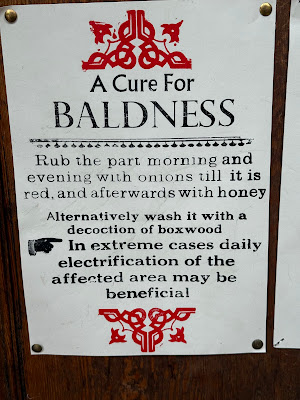 A Cure For
BALDNESS
Rub the part morning and
evening with onions till it is
red, and afterwards with honey
Alternatively wash it with a
decoction of boxwood
In extreme cases daily
electrification of the
affected area may be
beneficial